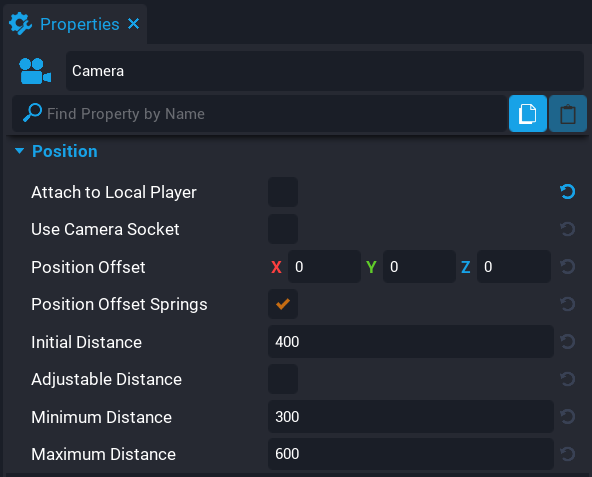 Properties
Camera
Find Property by Name
Position
Attach to Local Player
Use Camera Socket
Position Offset X 0 Y 0 Z 0
Position Offset Springs
Initial Distance 400
Adjustable Distance
Minimum Distance 300
Maximum Distance 600